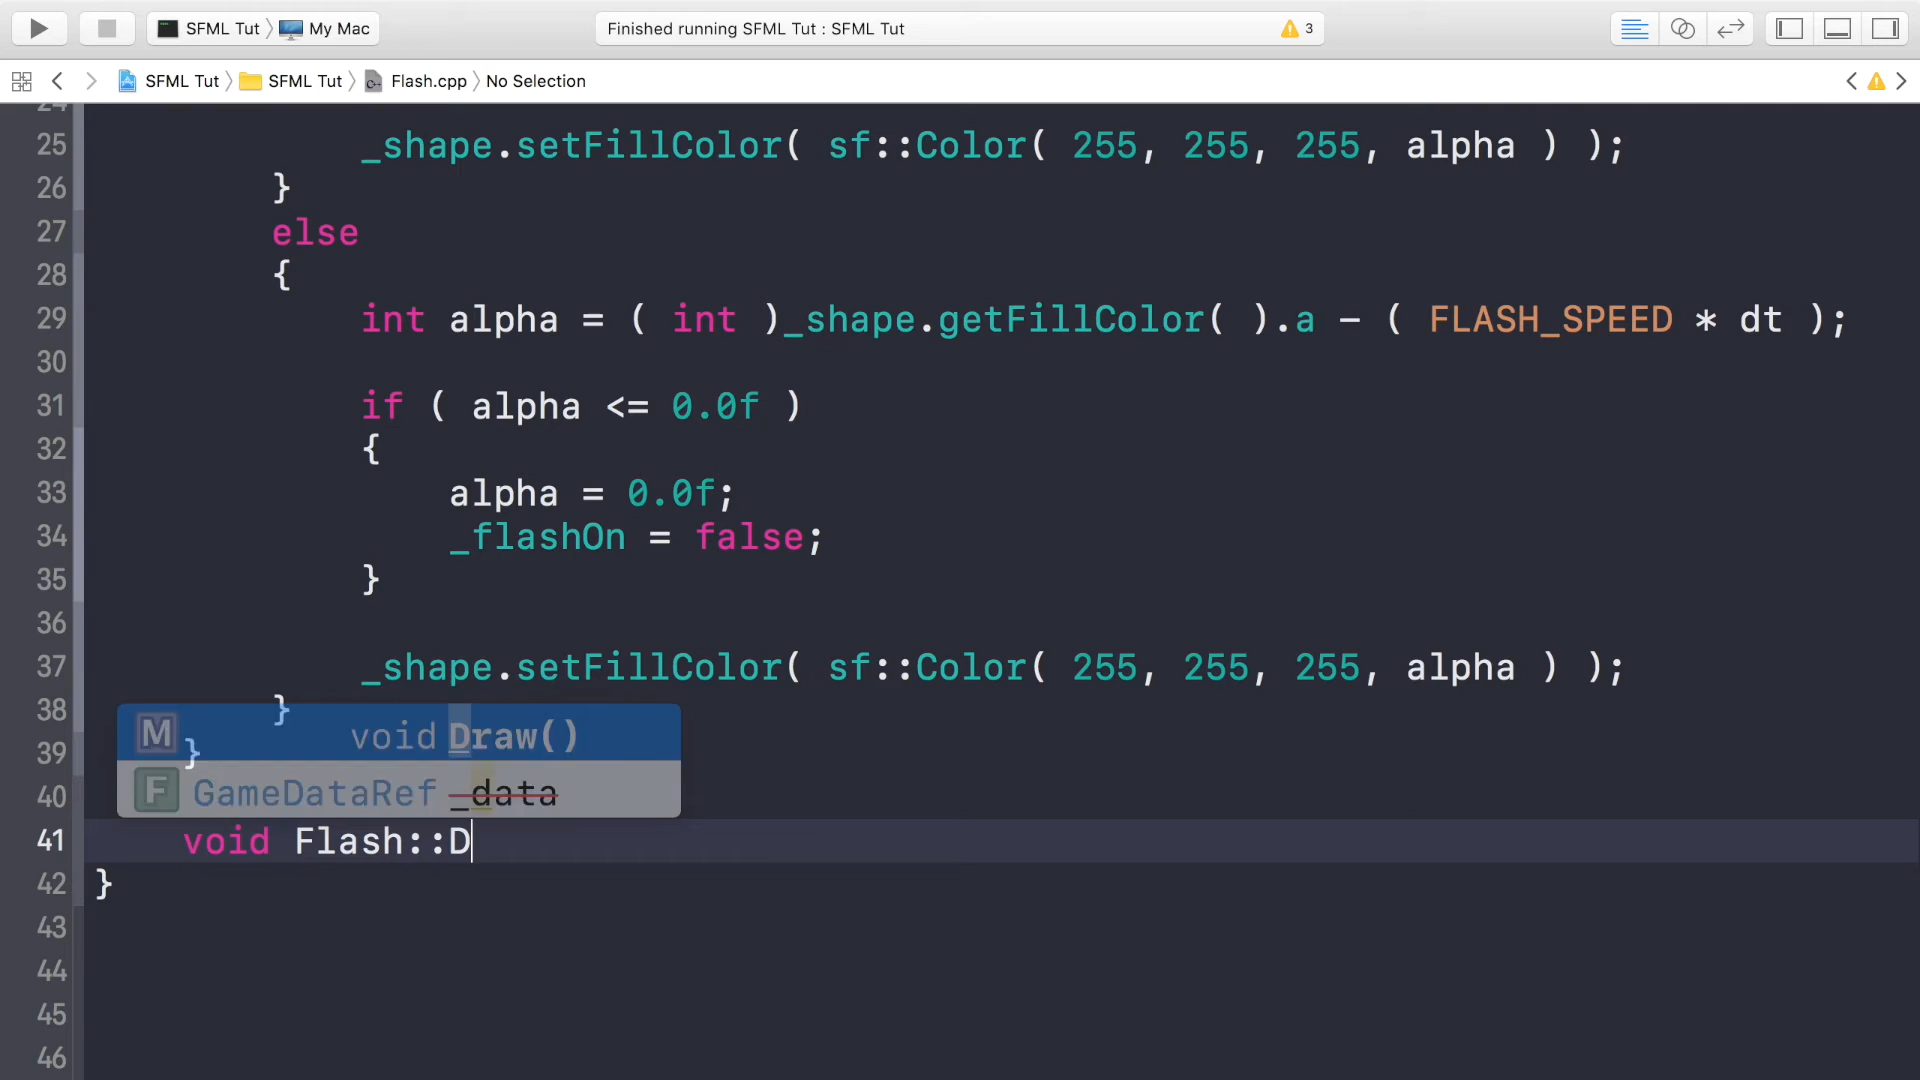 SFML Tut My Mac Finished running SFML Tut : SFML Tut 3
SFML Tut SFML Tut Flash.cpp No Selection
24
25 _shape.setFillColor( sf::Color( 255, 255, 255, alpha ) );
26 }
27 else
28 {
29 int alpha = ( int )_shape.getFillColor( ).a - ( FLASH_SPEED * dt );
30
31 if ( alpha <= 0.0f )
32 {
33 alpha = 0.0f;
34 _flashOn = false;
35 }
36
37 _shape.setFillColor( sf::Color( 255, 255, 255, alpha ) );
38 }
M void Draw()
39 }
40 F GameDataRef _data
41 void Flash::D
42 }
43
44
45
46